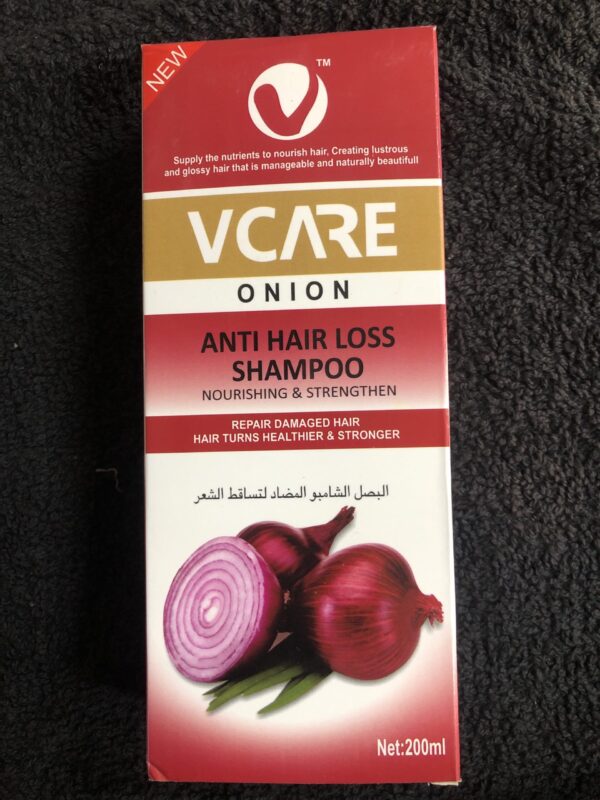 NEW
TM
Supply the nutrients to nourish hair, Creating lustrous
and glossy hair that is manageable and naturally beautifull
VCARE
ONION
ANTI HAIR LOSS
SHAMPOO
NOURISHING & STRENGTHEN
REPAIR DAMAGED HAIR
HAIR TURNS HEALTHIER & STRONGER
البصل الشامبو المضاد لتساقط الشعر
Net:200ml